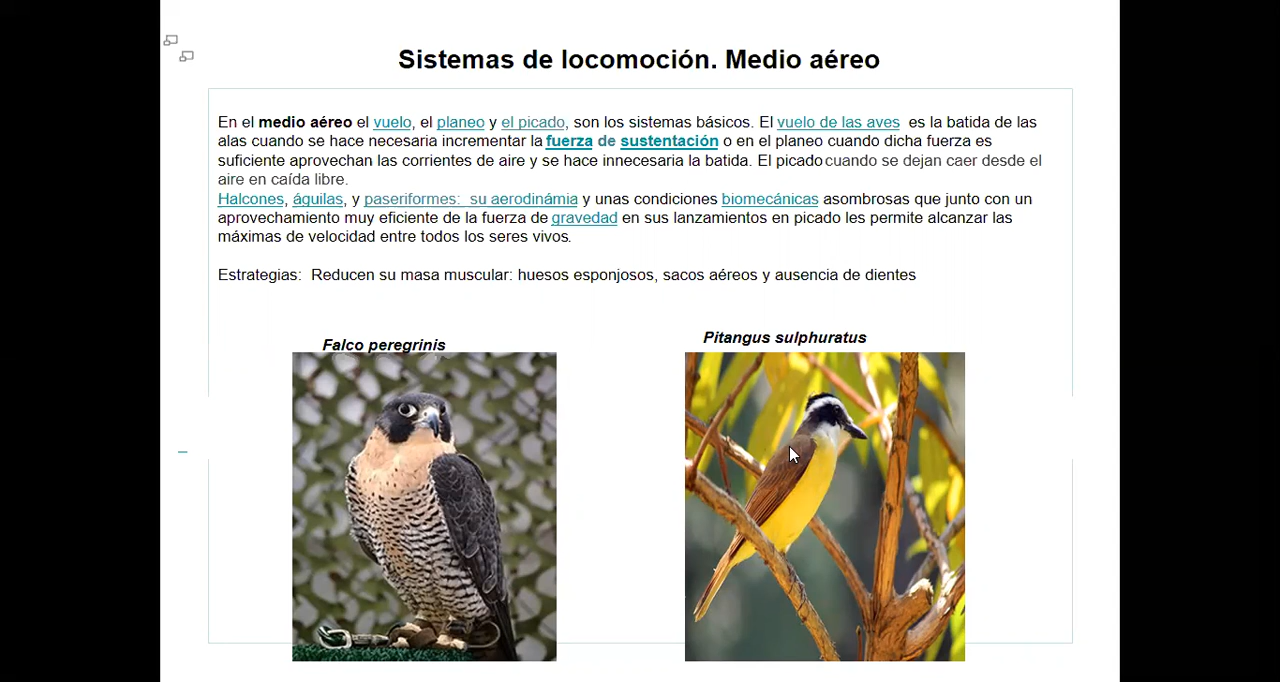 Sistemas de locomoción. Medio aéreo
En el medio aéreo el vuelo, el planeo y el picado, son los sistemas básicos. El vuelo de las aves es la batida de las
alas cuando se hace necesaria incrementar la fuerza de sustentación o en el planeo cuando dicha fuerza es
suficiente aprovechan las corrientes de aire y se hace innecesaria la batida. El picado cuando se dejan caer desde el
aire en caída libre.
Halcones, águilas, y paseriformes: su aerodinámia y unas condiciones biomecánicas asombrosas que junto con un
aprovechamiento muy eficiente de la fuerza de gravedad en sus lanzamientos en picado les permite alcanzar las
máximas de velocidad entre todos los seres vivos.
Estrategias: Reducen su masa muscular: huesos esponjosos, sacos aéreos y ausencia de dientes
Falco peregrinis
Pitangus sulphuratus